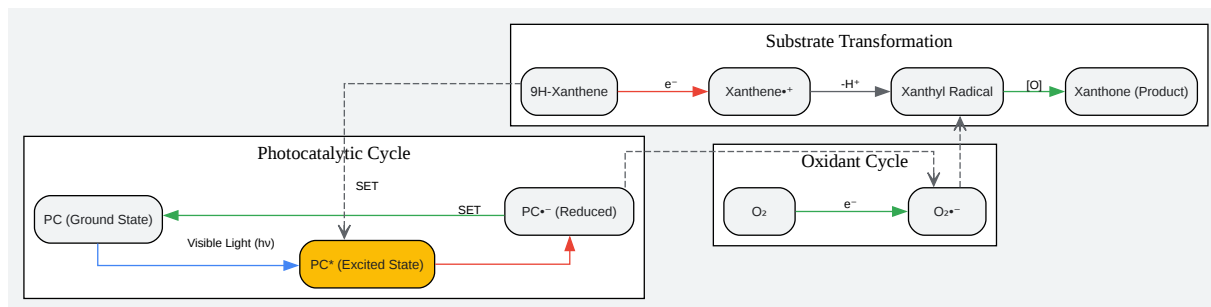 Substrate Transformation
9H-Xanthene
e⁻
Xanthene•⁺
-H⁺
Xanthyl Radical
[O]
Xanthone (Product)
Photocatalytic Cycle
SET
PC (Ground State)
SET
PC•⁻ (Reduced)
Visible Light (hν)
PC* (Excited State)
Oxidant Cycle
O₂
e⁻
O₂•⁻